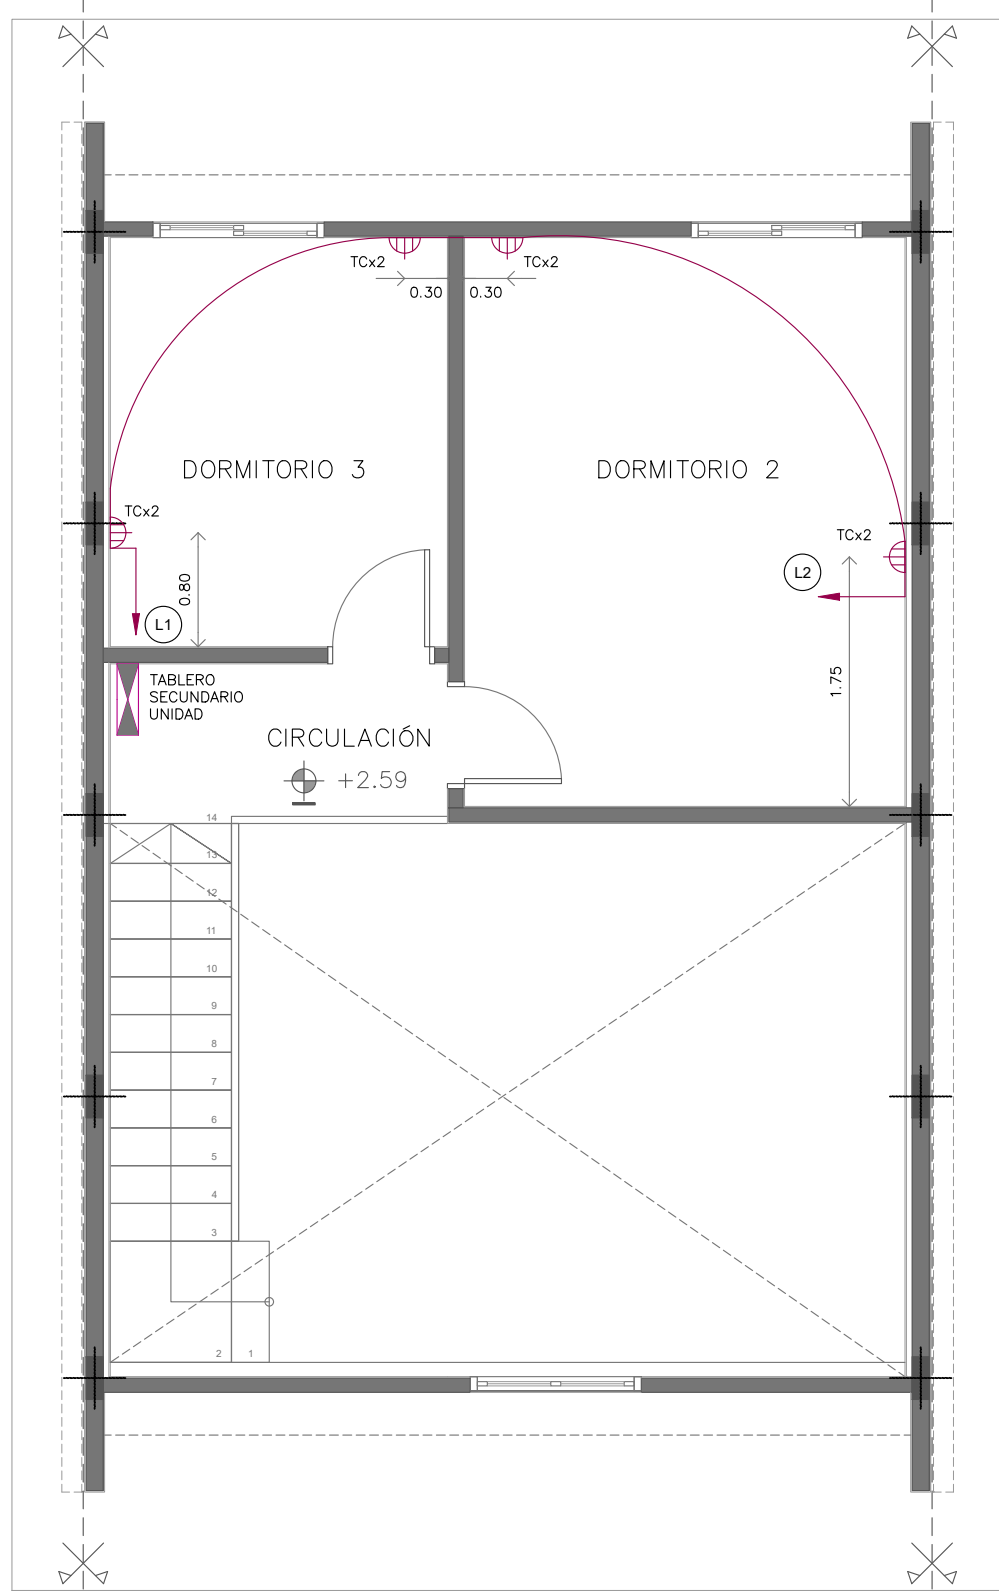 TCx2
TCx2
0.30
0.30
DORMITORIO 3
DORMITORIO 2
TCx2
TCx2
0.80
L1
L2
1.75
TABLERO
SECUNDARIO
UNIDAD
CIRCULACIÓN
+2.59
14
13
12
11
10
9
8
7
6
5
4
3
2
1